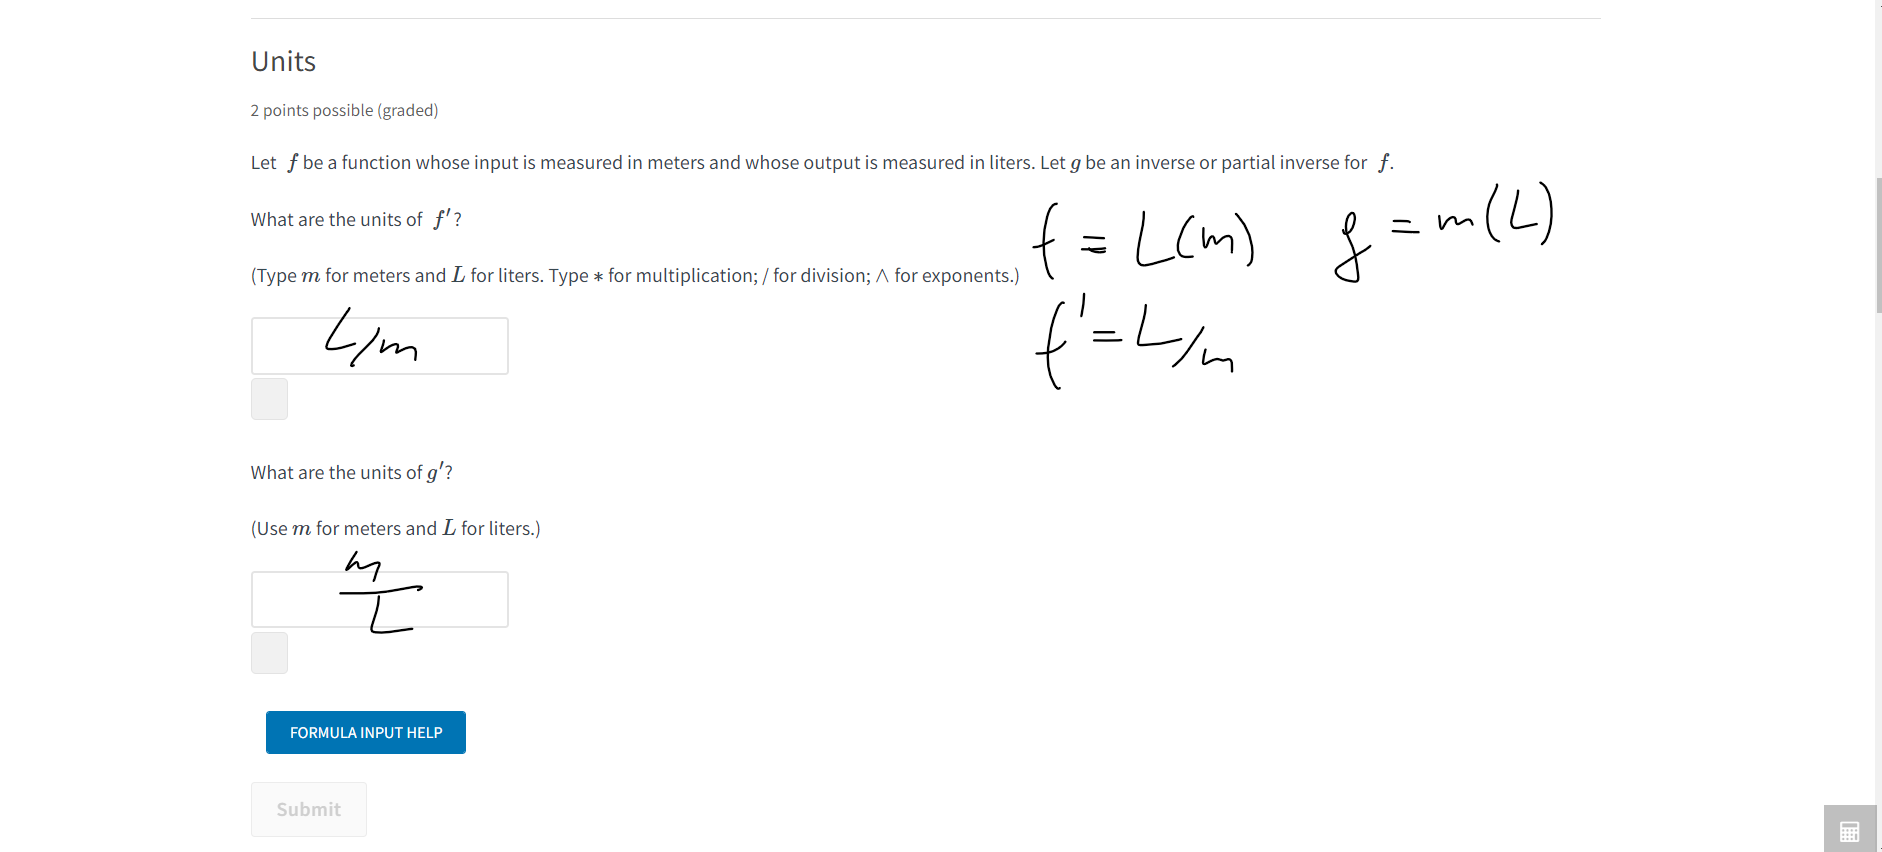 Units
2 points possible (graded)
Let f be a function whose input is measured in meters and whose output is measured in liters. Let g be an inverse or partial inverse for f.
What are the units of f′?
f = L(m) g = m(L)
(Type m for meters and L for liters. Type * for multiplication; / for division; ∧ for exponents.)
L/m
f' = L/m
What are the units of g′?
(Use m for meters and L for liters.)
m
L
FORMULA INPUT HELP
Submit